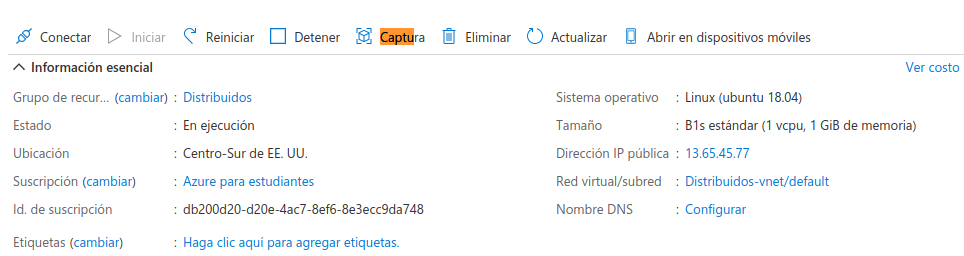 Conectar Iniciar Reiniciar Detener Captura Eliminar Actualizar Abrir en dispositivos móviles
Información esencial Ver costo
Grupo de recur... (cambiar) : Distribuidos
Estado : En ejecución
Ubicación : Centro-Sur de EE. UU.
Suscripción (cambiar) : Azure para estudiantes
Id. de suscripción : db200d20-d20e-4ac7-8ef6-8e3ecc9da748
Etiquetas (cambiar) : Haga clic aquí para agregar etiquetas.
Sistema operativo : Linux (ubuntu 18.04)
Tamaño : B1s estándar (1 vcpu, 1 GiB de memoria)
Dirección IP pública : 13.65.45.77
Red virtual/subred : Distribuidos-vnet/default
Nombre DNS : Configurar